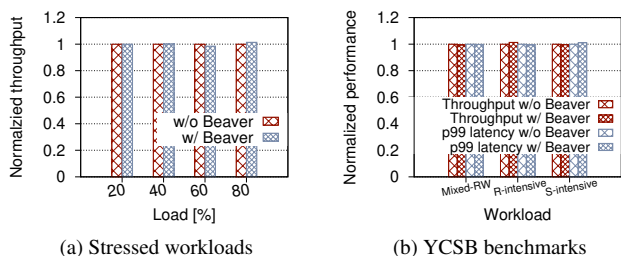 Normalzied throughput
1.2
1
0.8
0.6
0.4
0.2
0
w/o Beaver
w/ Beaver
20
40
60
80
Load [%]
(a) Stressed workloads
Normalized performance
1.2
1
0.8
0.6
0.4
0.2
0
Throughput w/o Beaver
Throughput w/ Beaver
p99 latency w/o Beaver
p99 latency w/ Beaver
Mixed-RW
R-intensive
S-intensive
Workload
(b) YCSB benchmarks